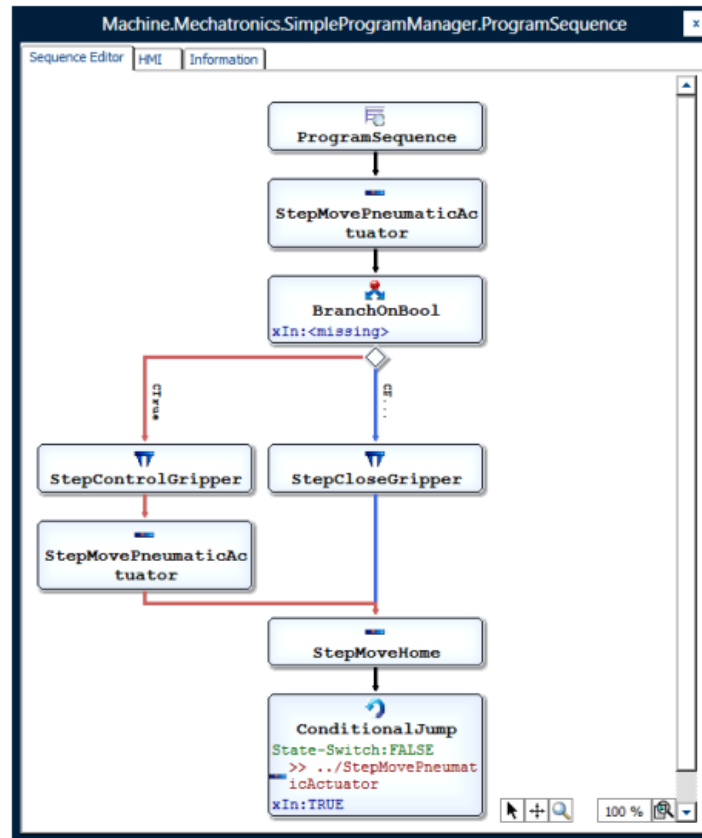 Machine.Mechatronics.SimpleProgramManager.ProgramSequence
x
Sequence Editor
HMI
Information
ProgramSequence
StepMovePneumaticAc
tuator
BranchOnBool
xIn:<missing>
CTrue
CF...
StepControlGripper
StepCloseGripper
StepMovePneumaticAc
tuator
StepMoveHome
ConditionalJump
State-Switch:FALSE
>> ../StepMovePneumat
icActuator
xIn:TRUE
100 %